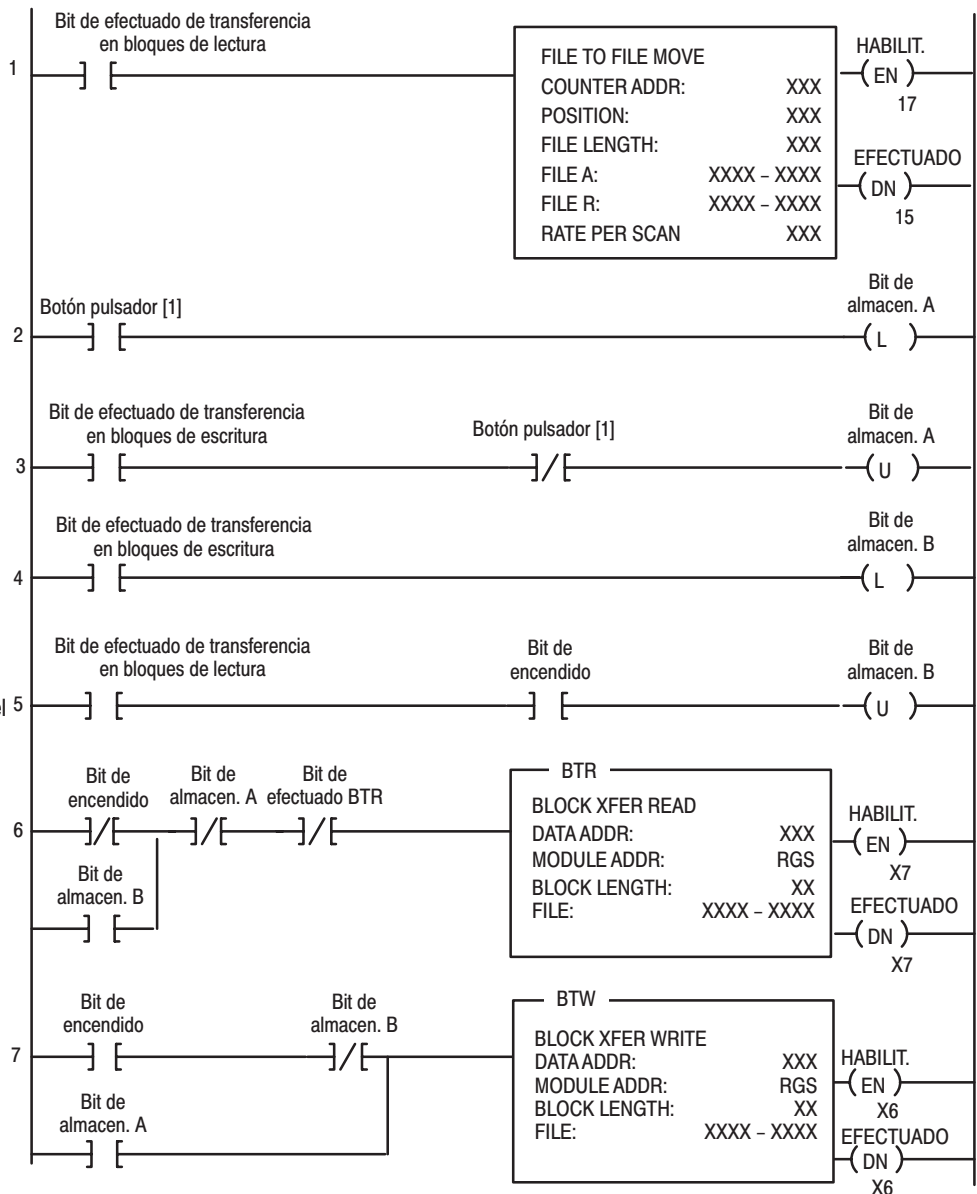 Bit de efectuado de transferencia
en bloques de lectura
1
FILE TO FILE MOVE
COUNTER ADDR: XXX
POSITION: XXX
FILE LENGTH: XXX
FILE A: XXXX – XXXX
FILE R: XXXX – XXXX
RATE PER SCAN XXX
HABILIT.
EN
17
EFECTUADO
DN
15
Botón pulsador [1]
Bit de
almacen. A
2
L
Bit de efectuado de transferencia
en bloques de escritura
Botón pulsador [1]
Bit de
almacen. A
3
U
Bit de efectuado de transferencia
en bloques de escritura
Bit de
almacen. B
4
L
Bit de efectuado de transferencia
en bloques de lectura
Bit de
encendido
Bit de
almacen. B
el 5
U
Bit de
encendido
Bit de
almacen. A
Bit de
efectuado BTR
6
Bit de
almacen. B
BTR
BLOCK XFER READ
DATA ADDR: XXX
MODULE ADDR: RGS
BLOCK LENGTH: XX
FILE: XXXX – XXXX
HABILIT.
EN
X7
EFECTUADO
DN
X7
Bit de
encendido
Bit de
almacen. B
7
Bit de
almacen. A
BTW
BLOCK XFER WRITE
DATA ADDR: XXX
MODULE ADDR: RGS
BLOCK LENGTH: XX
FILE: XXXX – XXXX
HABILIT.
EN
X6
EFECTUADO
DN
X6